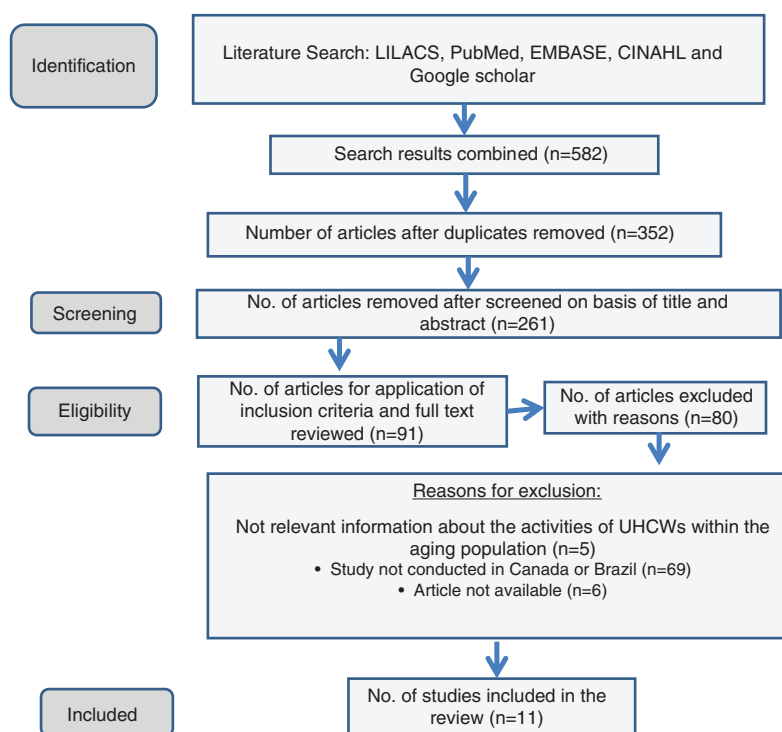 Identification
Literature Search: LILACS, PubMed, EMBASE, CINAHL and
Google scholar
Search results combined (n=582)
Number of articles after duplicates removed (n=352)
Screening
No. of articles removed after screened on basis of title and
abstract (n=261)
Eligibility
No. of articles for application of
inclusion criteria and full text
reviewed (n=91)
No. of articles excluded
with reasons (n=80)
Reasons for exclusion:
Not relevant information about the activities of UHCWs within the
aging population (n=5)
• Study not conducted in Canada or Brazil (n=69)
• Article not available (n=6)
Included
No. of studies included in the
review (n=11)